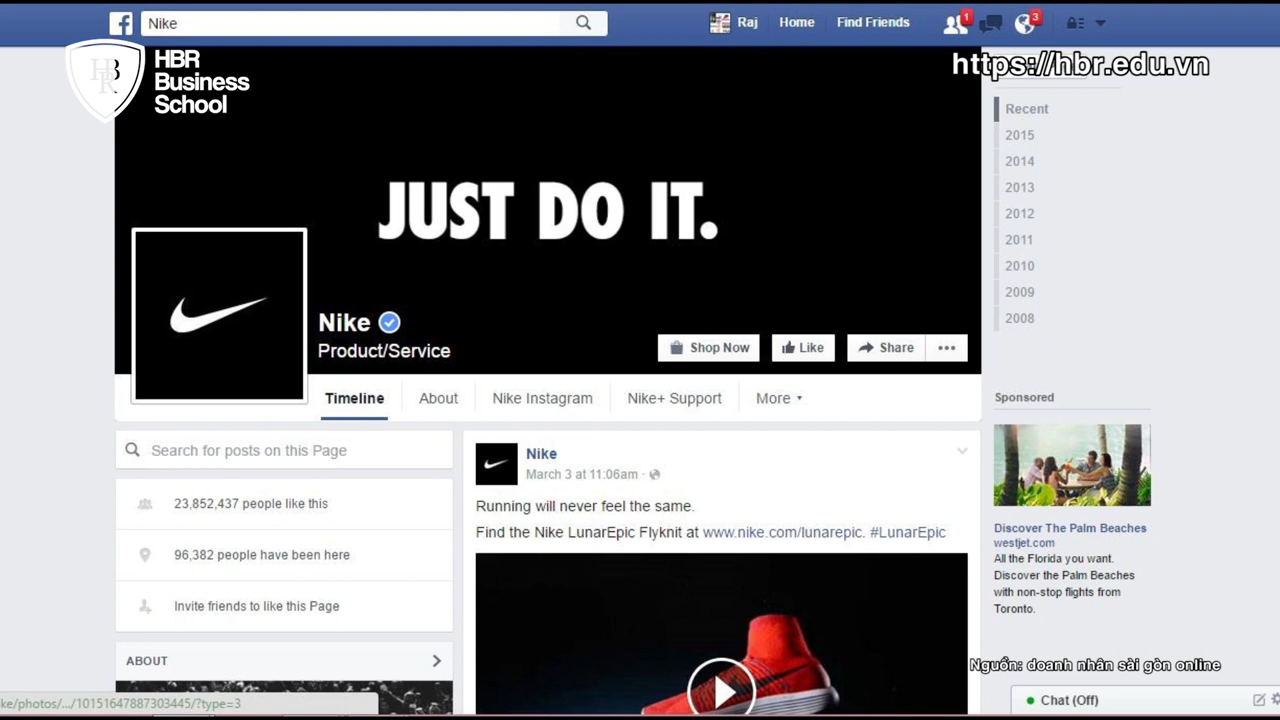 Nike
Raj
Home
Find Friends
1
3
HBR
Business
School
HBR
https://hbr.edu.vn
JUST DO IT.
Nike
Product/Service
Shop Now
Like
Share
Timeline
About
Nike Instagram
Nike+ Support
More
Recent
2015
2014
2013
2012
2011
2010
2009
2008
Search for posts on this Page
23,852,437 people like this
96,382 people have been here
Invite friends to like this Page
ABOUT
Nike
March 3 at 11:06am
Running will never feel the same.
Find the Nike LunarEpic Flyknit at www.nike.com/lunarepic. #LunarEpic
Sponsored
Discover The Palm Beaches
westjet.com
All the Florida you want.
Discover the Palm Beaches
with non-stop flights from
Toronto.
Nguồn: doanh nhân sài gòn online
Chat (Off)
ke/photos/.../10151647887303445/?type=3